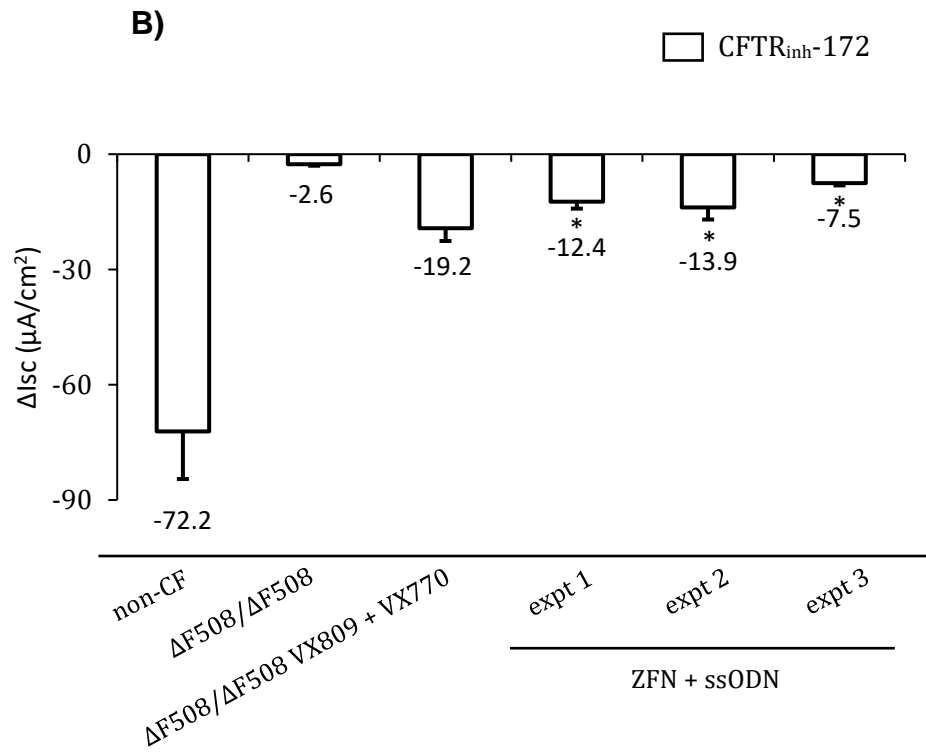 B)
CFTRinh-172
ΔIsc (μA/cm²)
0
-30
-60
-90
-72.2
-2.6
-19.2
*
-12.4
*
-13.9
*
-7.5
non-CF
ΔF508/ΔF508
ΔF508/ΔF508 VX809 + VX770
expt 1
expt 2
expt 3
ZFN + ssODN